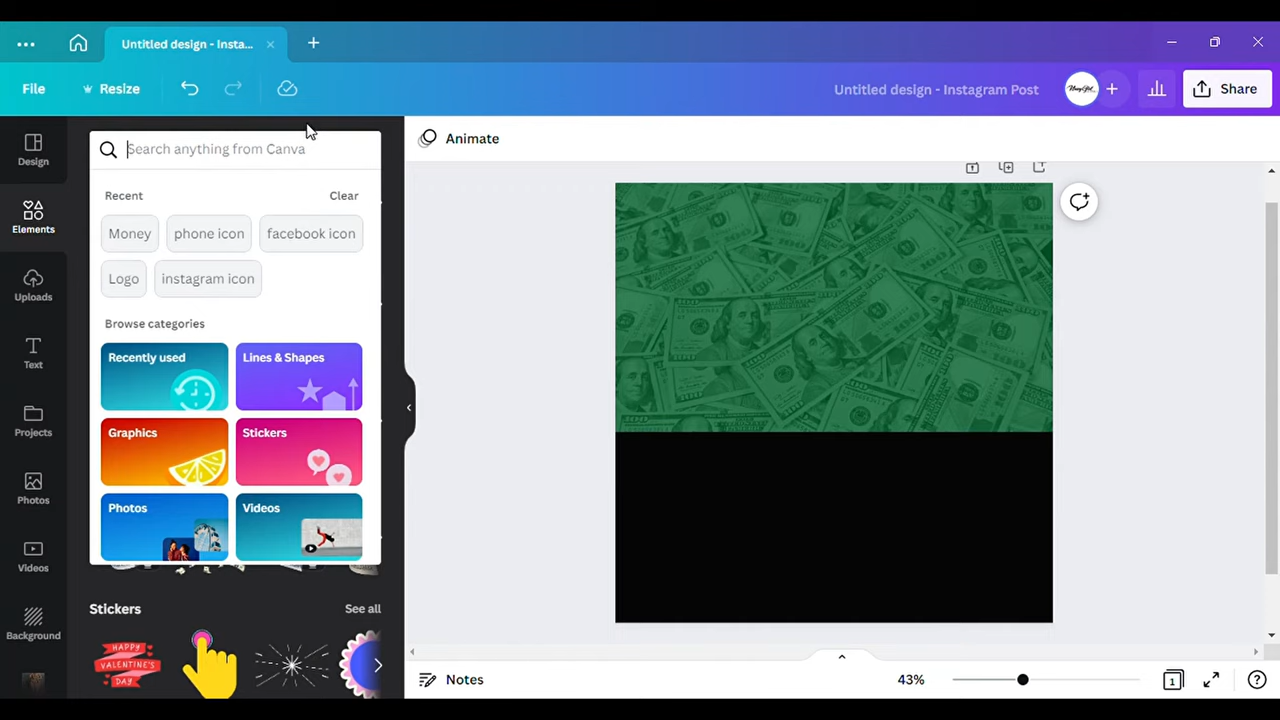 Untitled design - Insta...
File
Resize
Untitled design - Instagram Post
Share
Design
Elements
Uploads
Text
Projects
Photos
Videos
Background
Search anything from Canva
Recent
Clear
Money
phone icon
facebook icon
Logo
instagram icon
Browse categories
Recently used
Lines & Shapes
Graphics
Stickers
Photos
Videos
Stickers
See all
HAPPY
VALENTINE'S
DAY
Animate
Notes
43%
1